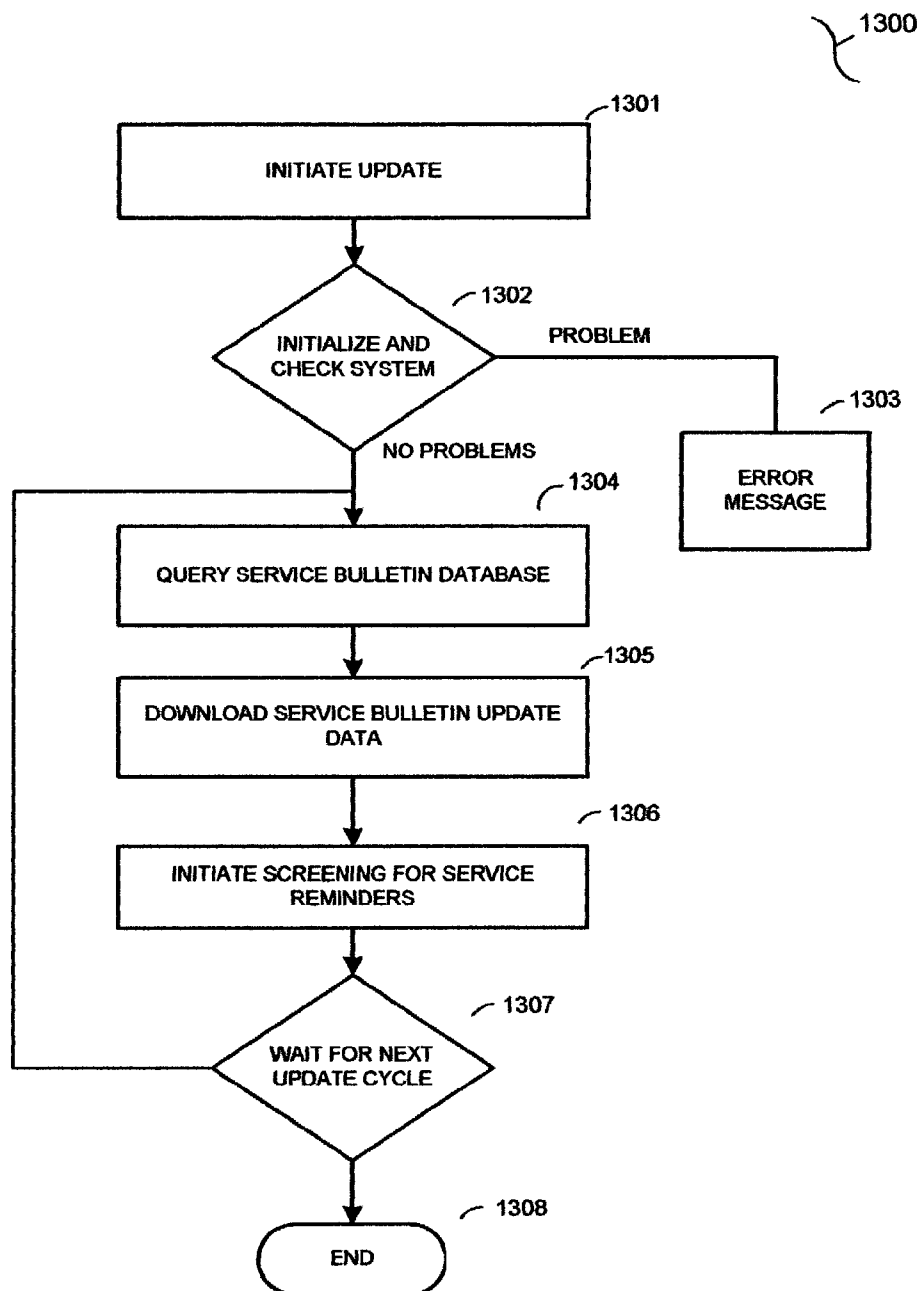 1300
1301
INITIATE UPDATE
1302
INITIALIZE AND
CHECK SYSTEM
PROBLEM
1303
ERROR
MESSAGE
NO PROBLEMS
1304
QUERY SERVICE BULLETIN DATABASE
1305
DOWNLOAD SERVICE BULLETIN UPDATE
DATA
1306
INITIATE SCREENING FOR SERVICE
REMINDERS
1307
WAIT FOR NEXT
UPDATE CYCLE
1308
END